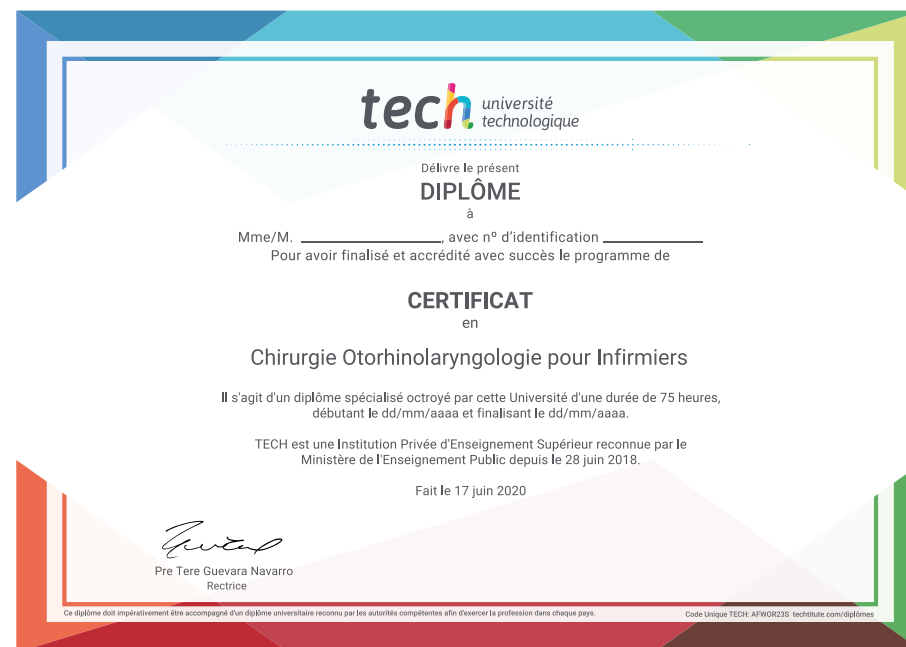 tech université
technologique
Délivre le présent
DIPLÔME
à
Mme/M. ____________________, avec nº d'identification ______________
Pour avoir finalisé et accrédité avec succès le programme de
CERTIFICAT
en
Chirurgie Otorhinolaryngologie pour Infirmiers
Il s'agit d'un diplôme spécialisé octroyé par cette Université d'une durée de 75 heures,
débutant le dd/mm/aaaa et finalisant le dd/mm/aaaa.
TECH est une Institution Privée d'Enseignement Supérieur reconnue par le
Ministère de l'Enseignement Public depuis le 28 juin 2018.
Fait le 17 juin 2020
Pre Tere Guevara Navarro
Rectrice
Ce diplôme doit impérativement être accompagné d'un diplôme universitaire reconnu par les autorités compétentes afin d'exercer la profession dans chaque pays.
Code Unique TECH: AFWOR23S techtitute.com/diplômes